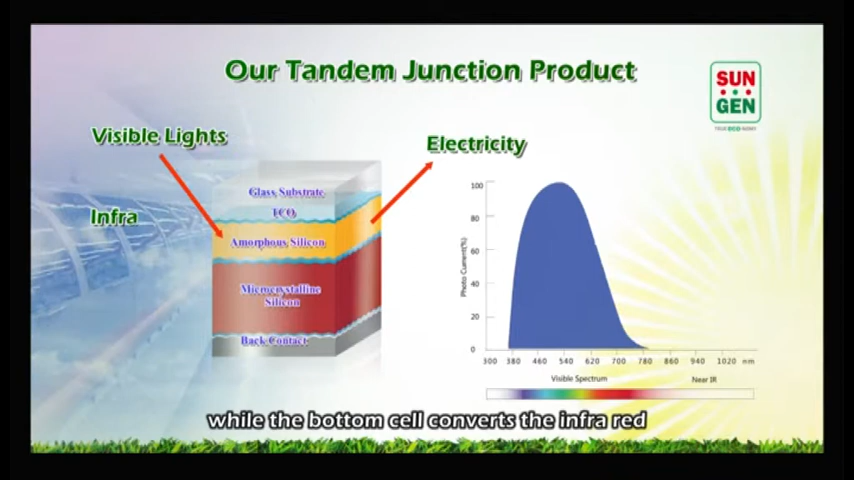 Our Tandem Junction Product
SUN
GEN
Visible Lights
Electricity
Infra
Glass Substrate
TCO
Amorphous Silicon
Microcrystalline
Silicon
Back Contact
Photo Current(%)
100
80
60
40
20
0
300 380 460 540 620 700 780 860 940 1020 nm
Visible Spectrum
Near IR
while the bottom cell converts the infra red